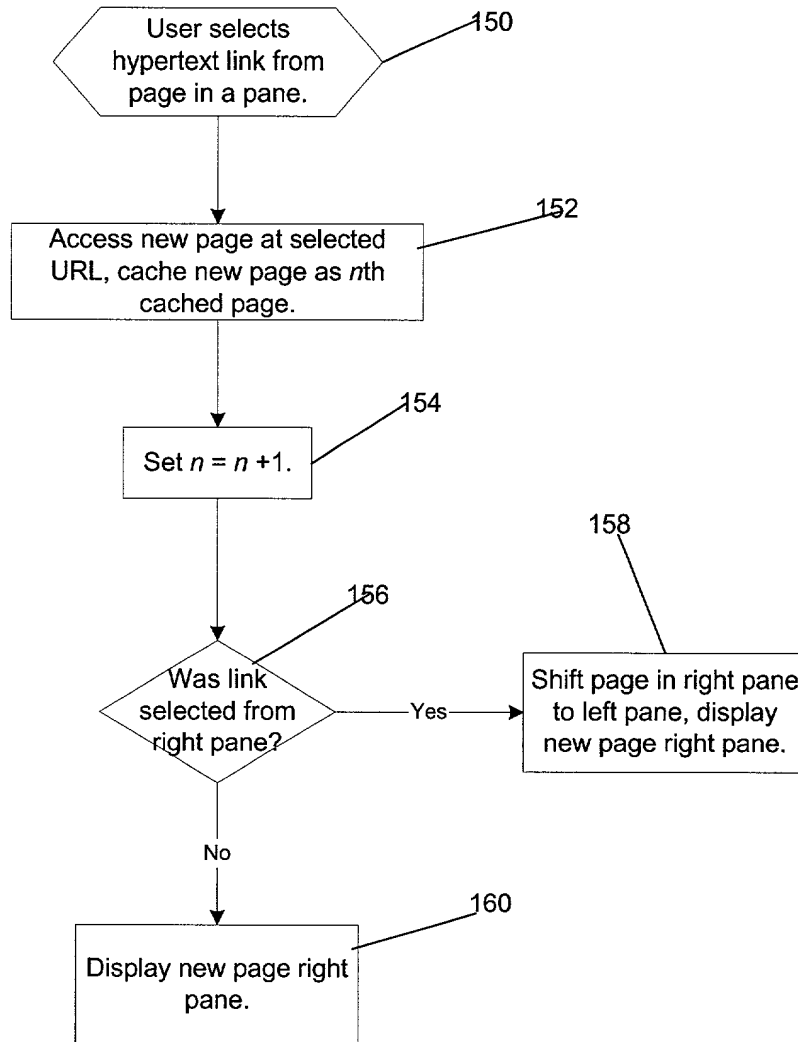 User selects
hypertext link from
page in a pane.
150
Access new page at selected
URL, cache new page as nth
cached page.
152
Set n = n +1.
154
Was link
selected from
right pane?
156
Yes
Shift page in right pane
to left pane, display
new page right pane.
158
No
Display new page right
pane.
160